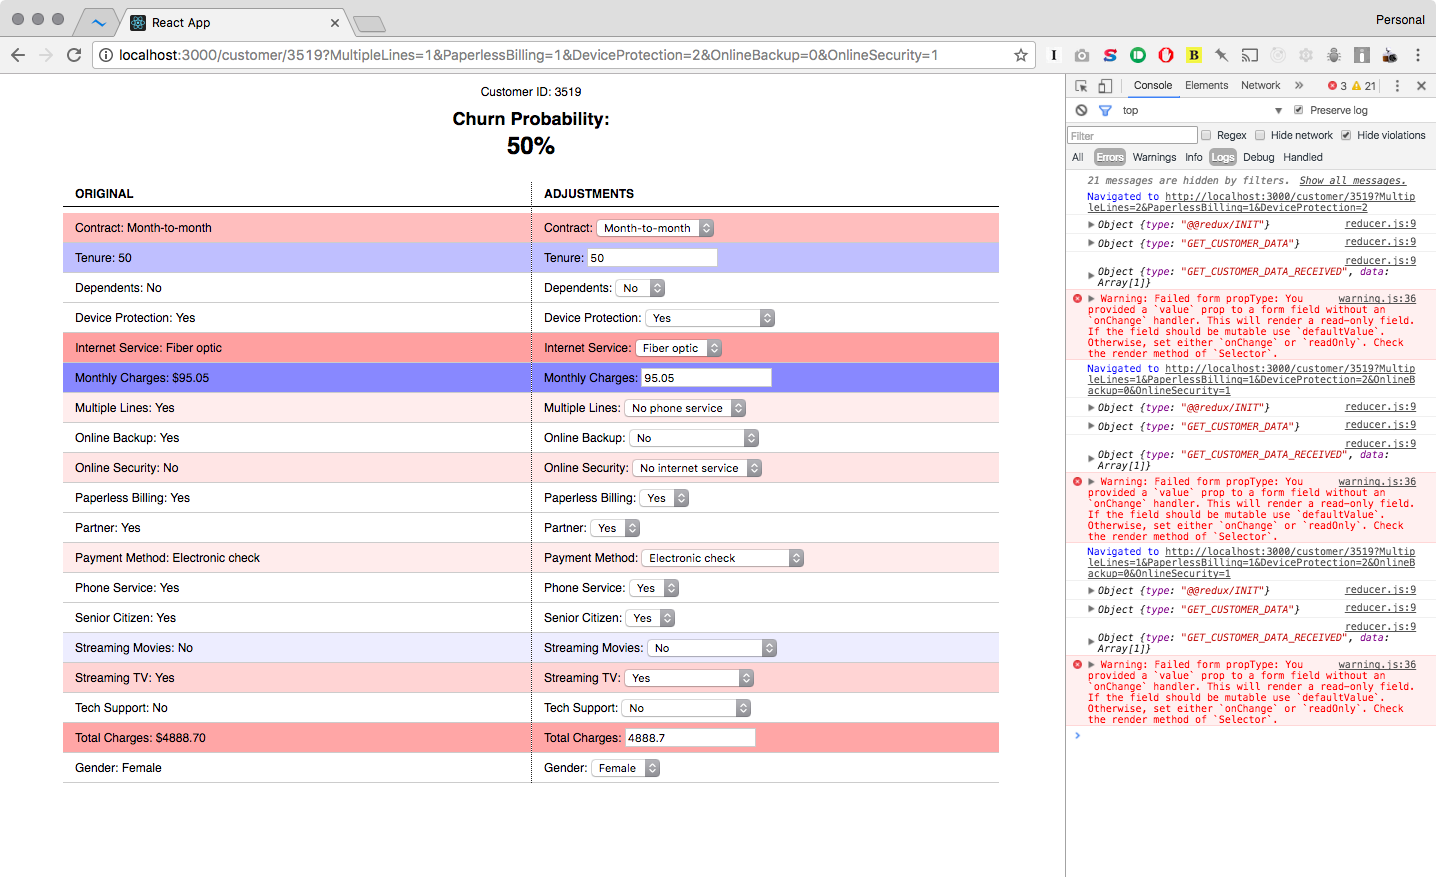 React App
Personal
localhost:3000/customer/3519?MultipleLines=1&PaperlessBilling=1&DeviceProtection=2&OnlineBackup=0&OnlineSecurity=1
Customer ID: 3519
Churn Probability:
50%
ORIGINAL ADJUSTMENTS
Contract: Month-to-month Contract: Month-to-month
Tenure: 50 Tenure: 50
Dependents: No Dependents: No
Device Protection: Yes Device Protection: Yes
Internet Service: Fiber optic Internet Service: Fiber optic
Monthly Charges: $95.05 Monthly Charges: 95.05
Multiple Lines: Yes Multiple Lines: No phone service
Online Backup: Yes Online Backup: No
Online Security: No Online Security: No internet service
Paperless Billing: Yes Paperless Billing: Yes
Partner: Yes Partner: Yes
Payment Method: Electronic check Payment Method: Electronic check
Phone Service: Yes Phone Service: Yes
Senior Citizen: Yes Senior Citizen: Yes
Streaming Movies: No Streaming Movies: No
Streaming TV: Yes Streaming TV: Yes
Tech Support: No Tech Support: No
Total Charges: $4888.70 Total Charges: 4888.7
Gender: Female Gender: Female
Console Elements Network » 3 21
top Preserve log
Filter Regex Hide network Hide violations
All Errors Warnings Info Logs Debug Handled
21 messages are hidden by filters. Show all messages.
Navigated to http://localhost:3000/customer/3519?Multip
leLines=2&PaperlessBilling=1&DeviceProtection=2
Object {type: "@@redux/INIT"} reducer.js:9
Object {type: "GET_CUSTOMER_DATA"} reducer.js:9
reducer.js:9
Object {type: "GET_CUSTOMER_DATA_RECEIVED", data:
Array[1]}
Warning: Failed form propType: You warning.js:36
provided a `value` prop to a form field without an
`onChange` handler. This will render a read-only field.
If the field should be mutable use `defaultValue`.
Otherwise, set either `onChange` or `readOnly`. Check
the render method of `Selector`.
Navigated to http://localhost:3000/customer/3519?Multip
leLines=1&PaperlessBilling=1&DeviceProtection=2&OnlineB
ackup=0&OnlineSecurity=1
Object {type: "@@redux/INIT"} reducer.js:9
Object {type: "GET_CUSTOMER_DATA"} reducer.js:9
reducer.js:9
Object {type: "GET_CUSTOMER_DATA_RECEIVED", data:
Array[1]}
Warning: Failed form propType: You warning.js:36
provided a `value` prop to a form field without an
`onChange` handler. This will render a read-only field.
If the field should be mutable use `defaultValue`.
Otherwise, set either `onChange` or `readOnly`. Check
the render method of `Selector`.
Navigated to http://localhost:3000/customer/3519?Multip
leLines=1&PaperlessBilling=1&DeviceProtection=2&OnlineB
ackup=0&OnlineSecurity=1
Object {type: "@@redux/INIT"} reducer.js:9
Object {type: "GET_CUSTOMER_DATA"} reducer.js:9
reducer.js:9
Object {type: "GET_CUSTOMER_DATA_RECEIVED", data:
Array[1]}
Warning: Failed form propType: You warning.js:36
provided a `value` prop to a form field without an
`onChange` handler. This will render a read-only field.
If the field should be mutable use `defaultValue`.
Otherwise, set either `onChange` or `readOnly`. Check
the render method of `Selector`.